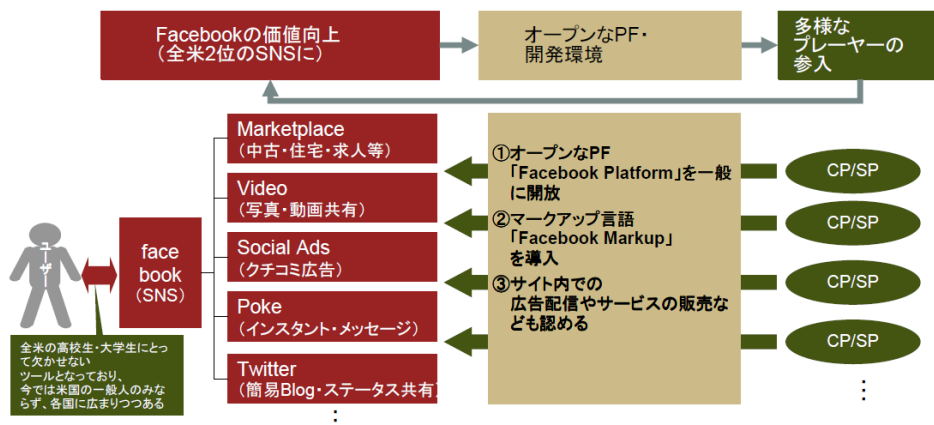 Facebookの価値向上
（全米2位のSNSに）
オープンなPF・
開発環境
多様な
プレーヤーの
参入
Marketplace
（中古・住宅・求人等）
Video
（写真・動画共有）
Social Ads
（クチコミ広告）
Poke
（インスタント・メッセージ）
Twitter
（簡易Blog・ステータス共有）
：
ユーザー
face
book
（SNS）
全米の高校生・大学生にとっ
て欠かせない
ツールとなっており、
今では米国の一般人のみな
らず、各国に広まりつつある
①オープンなPF
「Facebook Platform」を一般
に開放
②マークアップ言語
「Facebook Markup」
を導入
③サイト内での
広告配信やサービスの販売な
ども認める
CP/SP
CP/SP
CP/SP
CP/SP
⋮